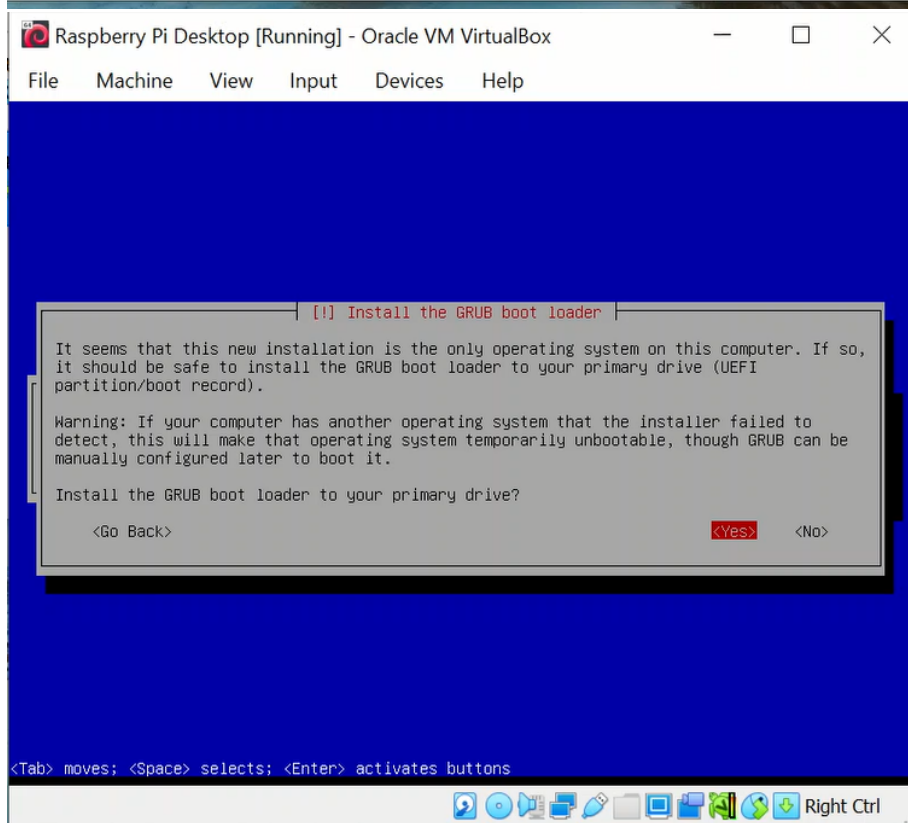 Raspberry Pi Desktop [Running] - Oracle VM VirtualBox
File Machine View Input Devices Help
[!] Install the GRUB boot loader
It seems that this new installation is the only operating system on this computer. If so,
it should be safe to install the GRUB boot loader to your primary drive (UEFI
partition/boot record).
Warning: If your computer has another operating system that the installer failed to
detect, this will make that operating system temporarily unbootable, though GRUB can be
manually configured later to boot it.
Install the GRUB boot loader to your primary drive?
<Go Back> <Yes> <No>
<Tab> moves; <Space> selects; <Enter> activates buttons
Right Ctrl